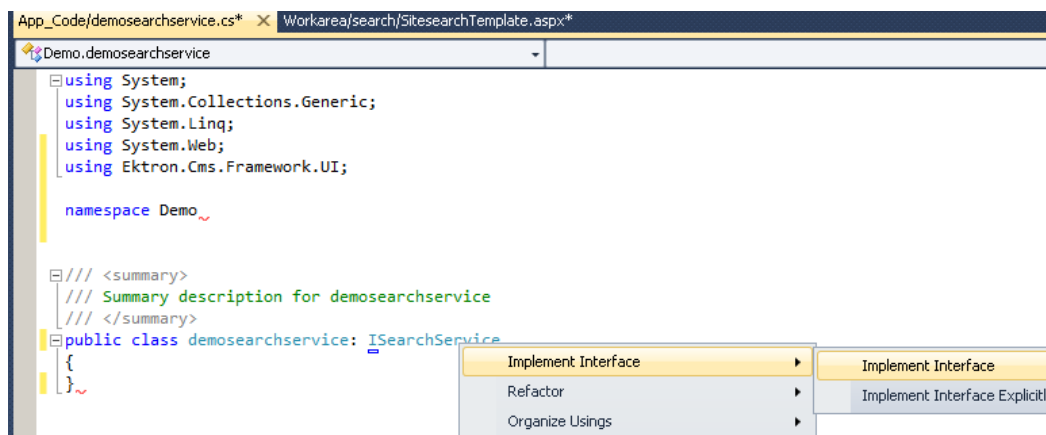 App_Code/demosearchservice.cs* × Workarea/search/SitesearchTemplate.aspx*
Demo.demosearchservice
using System;
using System.Collections.Generic;
using System.Linq;
using System.Web;
using Ektron.Cms.Framework.UI;
namespace Demo
/// <summary>
/// Summary description for demosearchservice
/// </summary>
public class demosearchservice: ISearchService
{
}
Implement Interface
Implement Interface
Refactor
Implement Interface Explicitl
Organize Usings